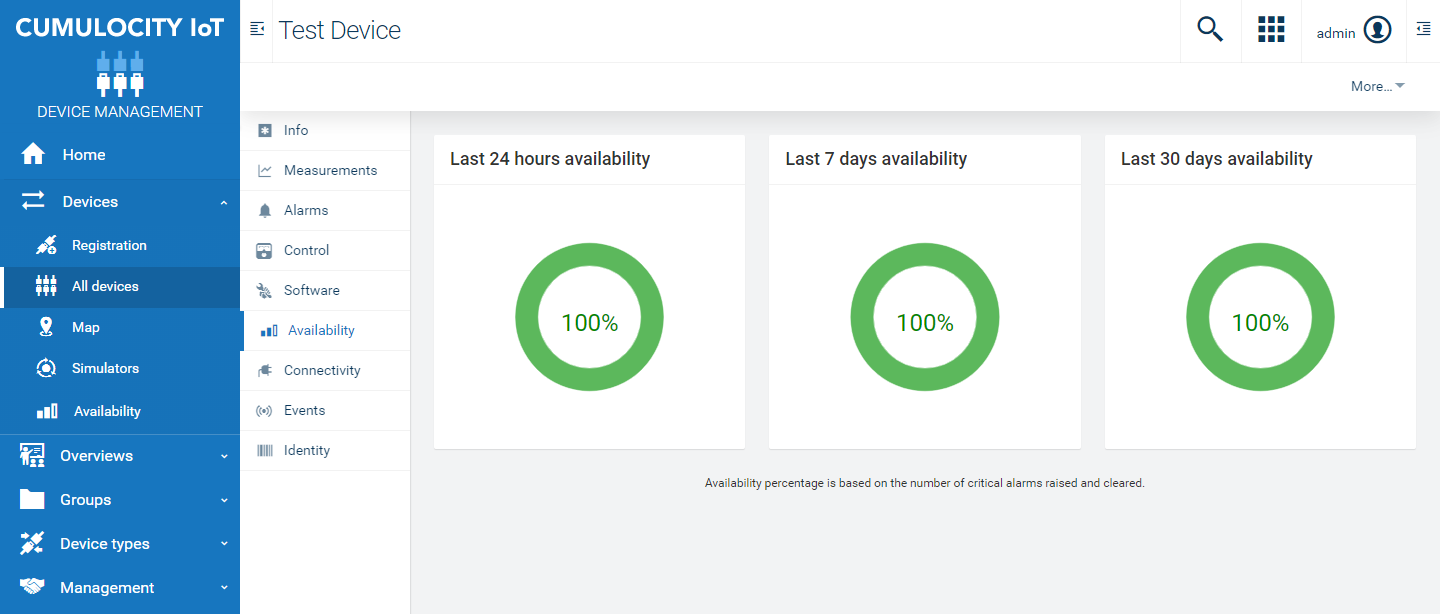 CUMULOCITY IoT
DEVICE MANAGEMENT
Home
Devices
Registration
All devices
Map
Simulators
Availability
Overviews
Groups
Device types
Management
Test Device
admin
More...
Info
Measurements
Alarms
Control
Software
Availability
Connectivity
Events
Identity
Last 24 hours availability
100%
Last 7 days availability
100%
Last 30 days availability
100%
Availability percentage is based on the number of critical alarms raised and cleared.